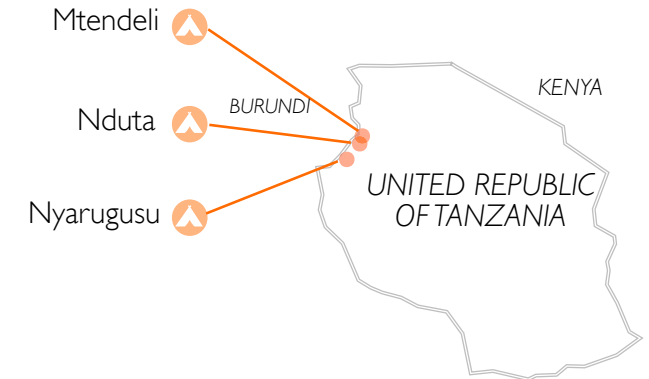 Mtendeli
KENYA
BURUNDI
Nduta
UNITED REPUBLIC
OF TANZANIA
Nyarugusu